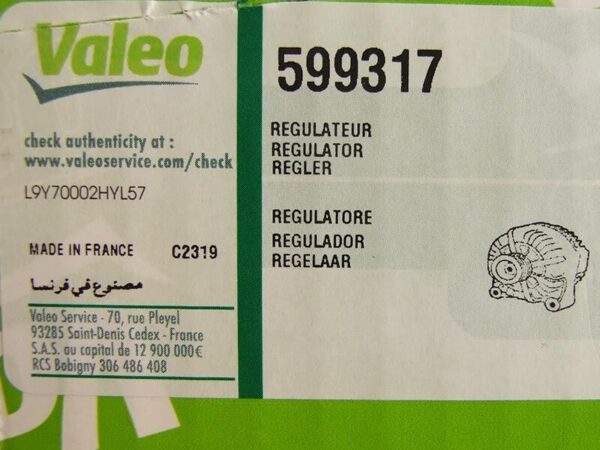 Valeo
check authenticity at :
www.valeoservice.com/check
L9Y70002HYL57
MADE IN FRANCE C2319
مصنوع في فرنسا
Valeo Service - 70, rue Pleyel
93285 Saint-Denis Cedex - France
S.A.S. au capital de 12 900 000€
RCS Bobigny 306 486 408
599317
REGULATEUR
REGULATOR
REGLER
REGULATORE
REGULADOR
REGELAAR